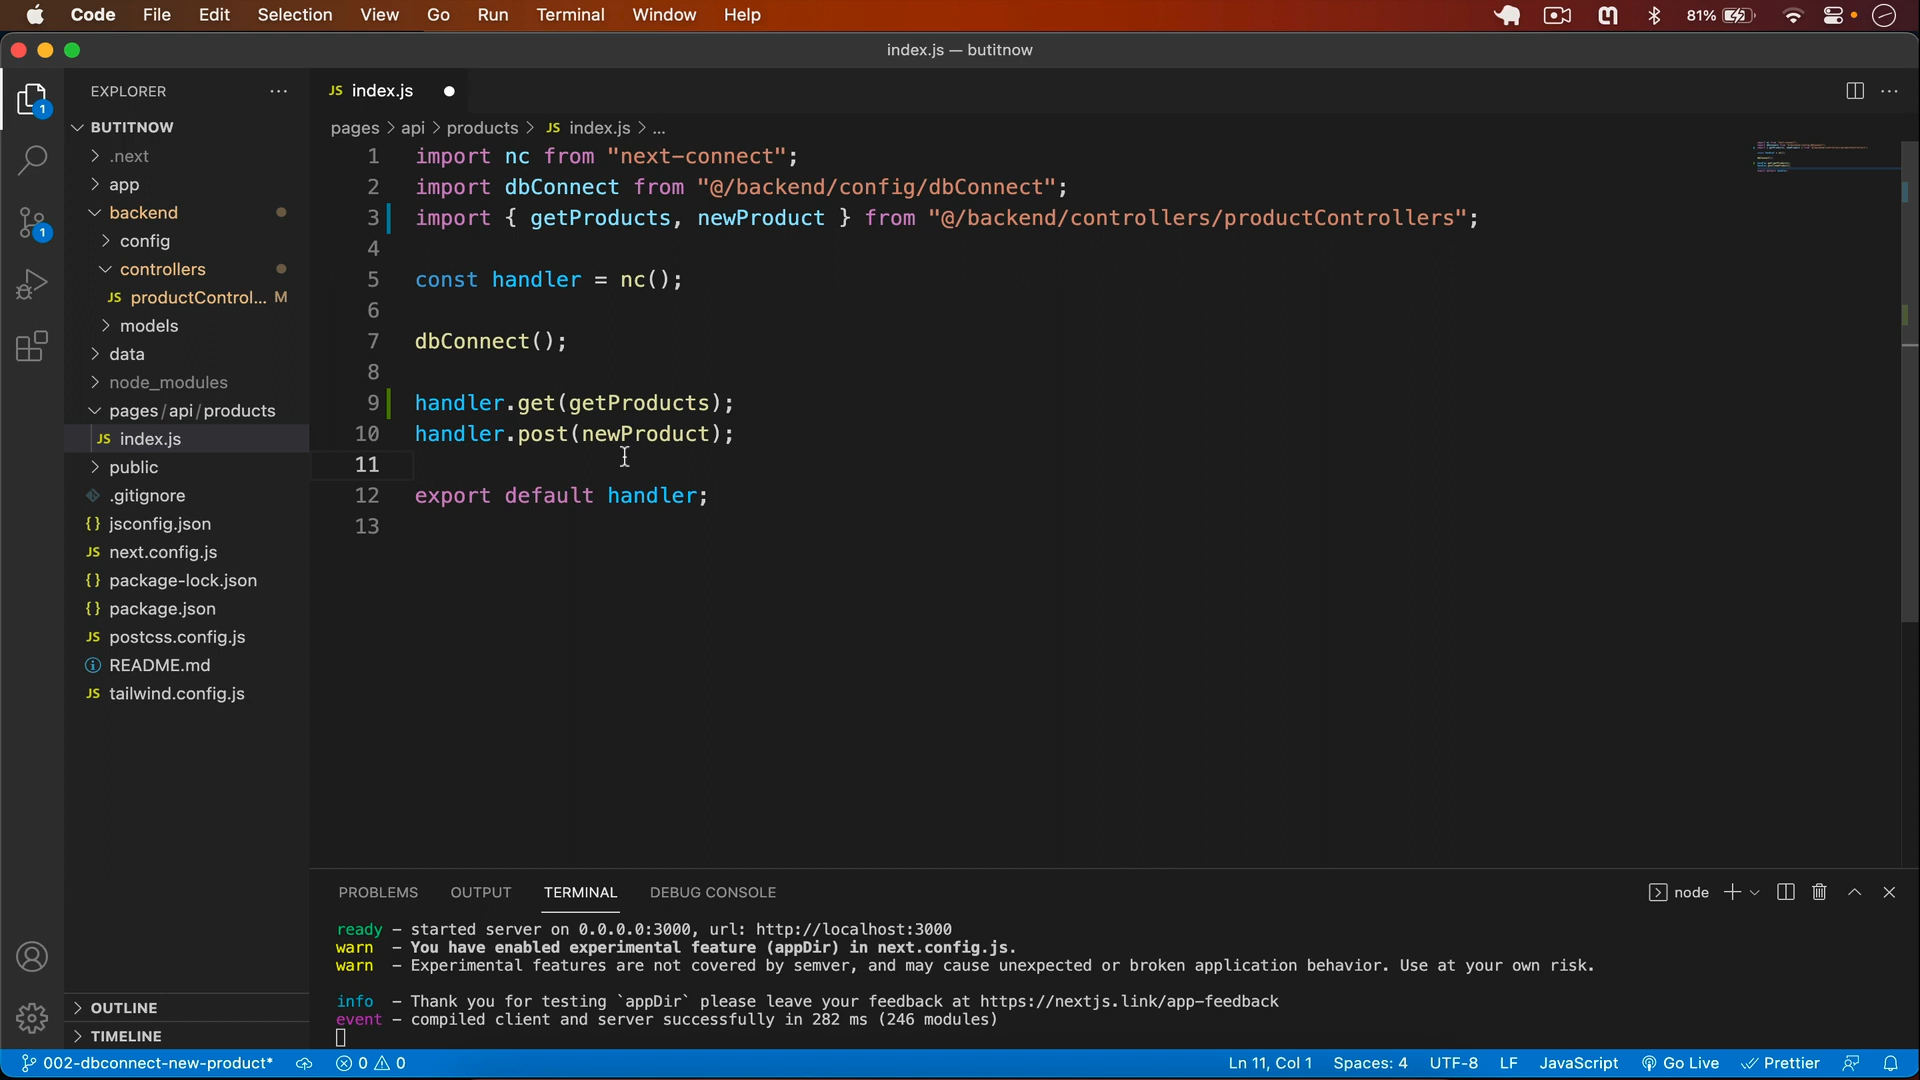 Code File Edit Selection View Go Run Terminal Window Help 81%
index.js — butitnow
EXPLORER
JS index.js
BUTITNOW
.next
app
backend
config
controllers
JS productControl... M
models
data
node_modules
pages/api/products
JS index.js
public
.gitignore
{} jsconfig.json
JS next.config.js
{} package-lock.json
{} package.json
JS postcss.config.js
README.md
JS tailwind.config.js
OUTLINE
TIMELINE
1
1
pages > api > products > JS index.js > ...
1 import nc from "next-connect";
2 import dbConnect from "@/backend/config/dbConnect";
3 import { getProducts, newProduct } from "@/backend/controllers/productControllers";
4
5 const handler = nc();
6
7 dbConnect();
8
9 handler.get(getProducts);
10 handler.post(newProduct);
11
12 export default handler;
13
PROBLEMS OUTPUT TERMINAL DEBUG CONSOLE node
ready - started server on 0.0.0.0:3000, url: http://localhost:3000
warn - You have enabled experimental feature (appDir) in next.config.js.
warn - Experimental features are not covered by semver, and may cause unexpected or broken application behavior. Use at your own risk.
info - Thank you for testing `appDir` please leave your feedback at https://nextjs.link/app-feedback
event - compiled client and server successfully in 282 ms (246 modules)
002-dbconnect-new-product* 0 0 Ln 11, Col 1 Spaces: 4 UTF-8 LF JavaScript Go Live Prettier